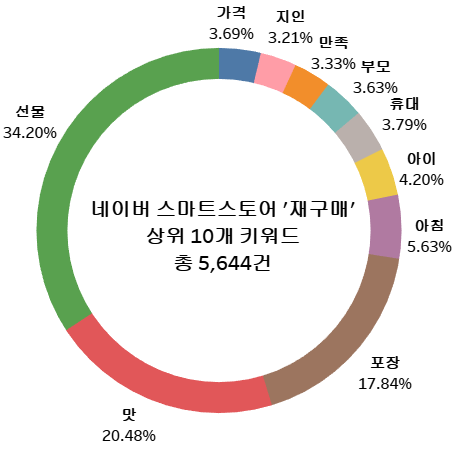 가격
3.69%
지인
3.21%
만족
3.33%
부모
3.63%
휴대
3.79%
아이
4.20%
아침
5.63%
포장
17.84%
맛
20.48%
선물
34.20%
네이버 스마트스토어 '재구매'
상위 10개 키워드
총 5,644건